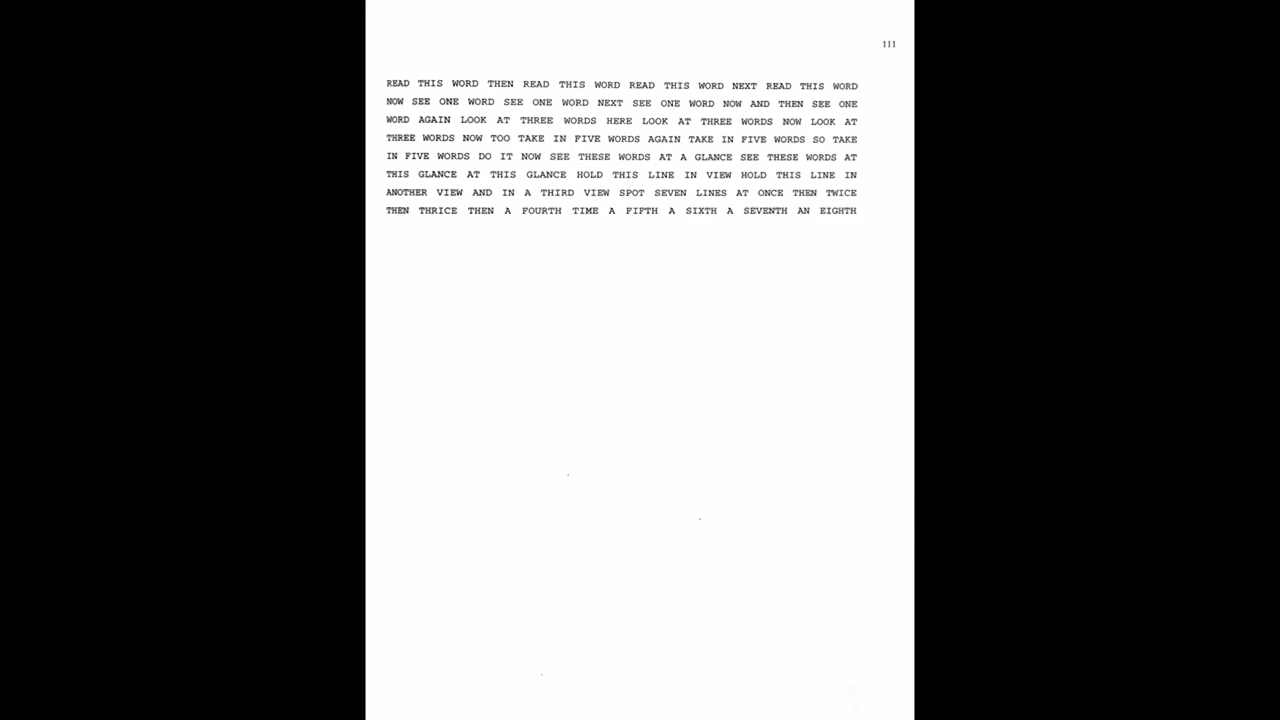 111
READ THIS WORD THEN READ THIS WORD READ THIS WORD NEXT READ THIS WORD
NOW SEE ONE WORD SEE ONE WORD NEXT SEE ONE WORD NOW AND THEN SEE ONE
WORD AGAIN LOOK AT THREE WORDS HERE LOOK AT THREE WORDS NOW LOOK AT
THREE WORDS NOW TOO TAKE IN FIVE WORDS AGAIN TAKE IN FIVE WORDS SO TAKE
IN FIVE WORDS DO IT NOW SEE THESE WORDS AT A GLANCE SEE THESE WORDS AT
THIS GLANCE AT THIS GLANCE HOLD THIS LINE IN VIEW HOLD THIS LINE IN
ANOTHER VIEW AND IN A THIRD VIEW SPOT SEVEN LINES AT ONCE THEN TWICE
THEN THRICE THEN A FOURTH TIME A FIFTH A SIXTH A SEVENTH AN EIGHTH